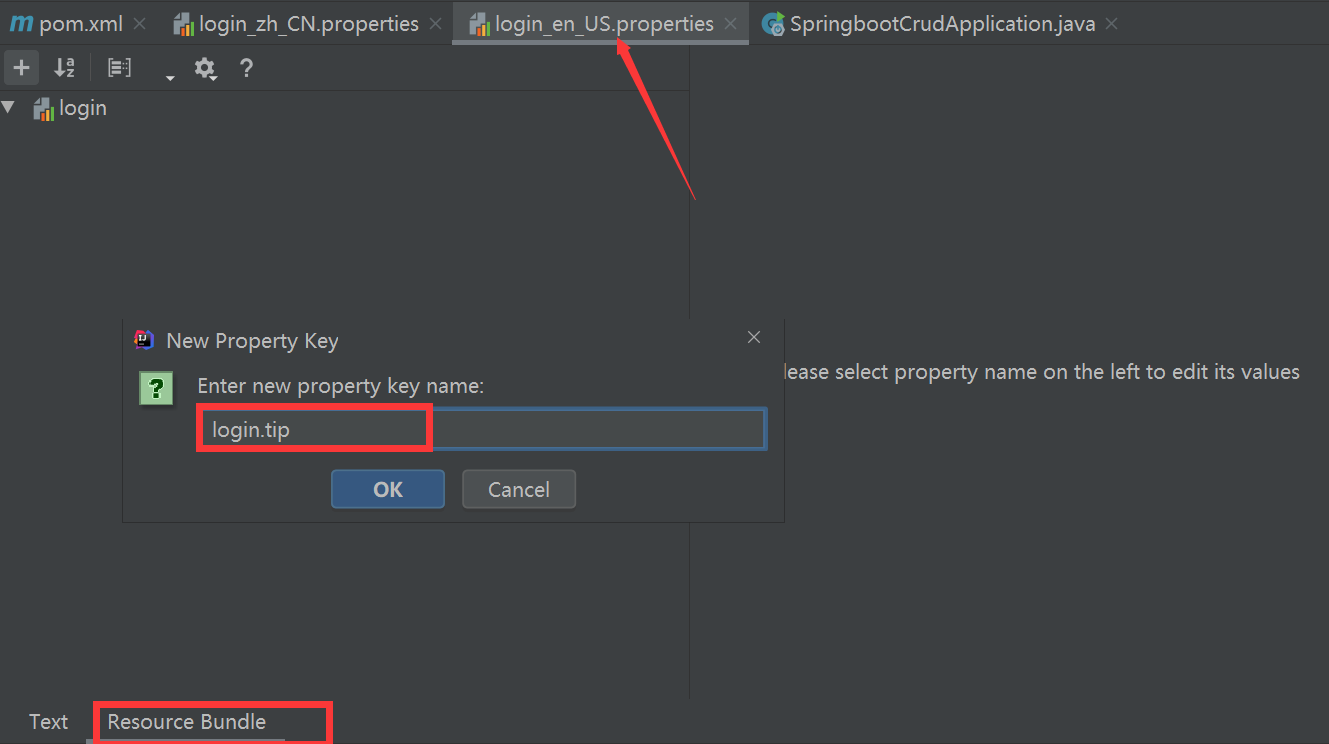 pom.xml login_zh_CN.properties login_en_US.properties SpringbootCrudApplication.java
login
New Property Key
Enter new property key name:
lease select property name on the left to edit its values
login.tip
OK Cancel
Text Resource Bundle